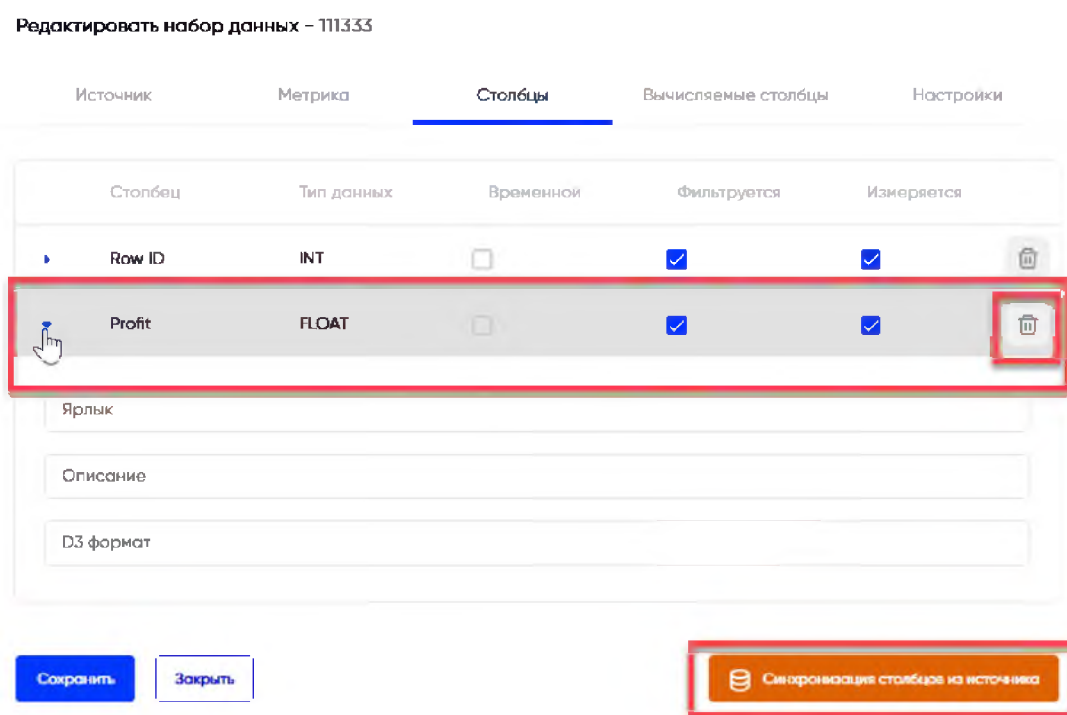 Редактировать набор данных - 111333
Источник Метрика Столбцы Вычисляемые столбцы Настройки
Столбец Тип данных Временной Фильтруется Измеряется
Row ID INT
Profit FLOAT
Ярлык
Описание
D3 формат
Сохранить Закрыть Синхронизация столбцов из источника